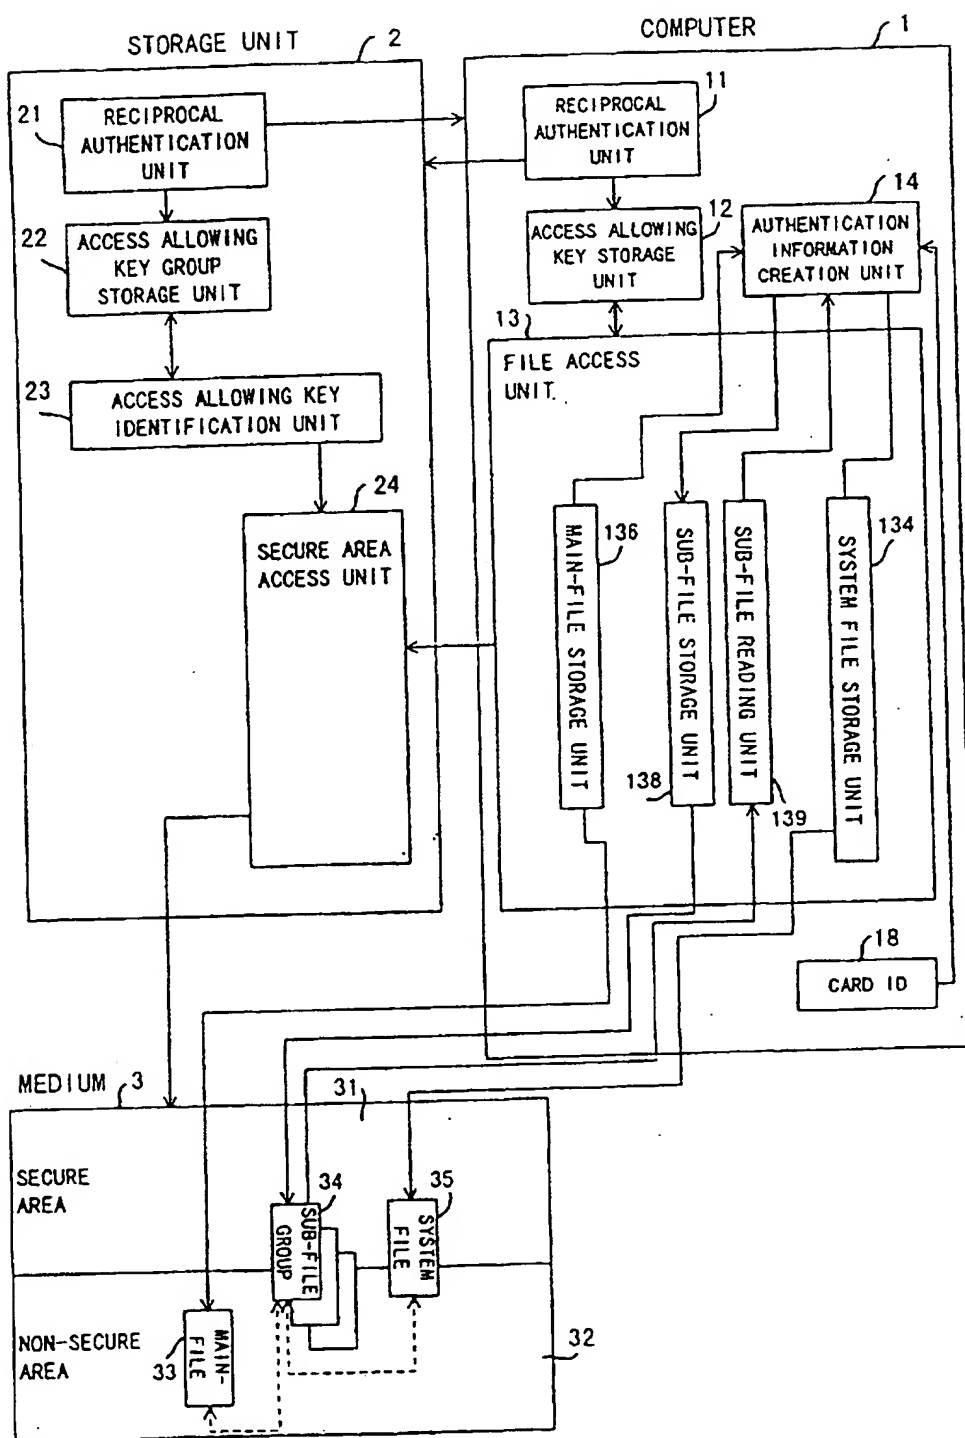 STORAGE UNIT
2
COMPUTER
1
21
RECIPROCAL
AUTHENTICATION
UNIT
11
RECIPROCAL
AUTHENTICATION
UNIT
22
ACCESS ALLOWING
KEY GROUP
STORAGE UNIT
12
ACCESS ALLOWING
KEY STORAGE
UNIT
14
AUTHENTICATION
INFORMATION
CREATION UNIT
23
ACCESS ALLOWING KEY
IDENTIFICATION UNIT
13
FILE ACCESS
UNIT
24
SECURE AREA
ACCESS UNIT
MAIN-FILE STORAGE UNIT
136
SUB-FILE STORAGE UNIT
138
SUB-FILE READING UNIT
139
SYSTEM FILE STORAGE UNIT
134
18
CARD ID
MEDIUM
3
31
SECURE
AREA
34
SUB-FILE
GROUP
35
SYSTEM
FILE
NON-SECURE
AREA
33
MAIN-
FILE
32